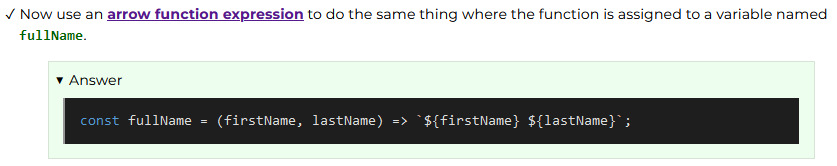 ✓ Now use an arrow function expression to do the same thing where the function is assigned to a variable named
fullName.
▾ Answer
const fullName = (firstName, lastName) => `${firstName} ${lastName}`;